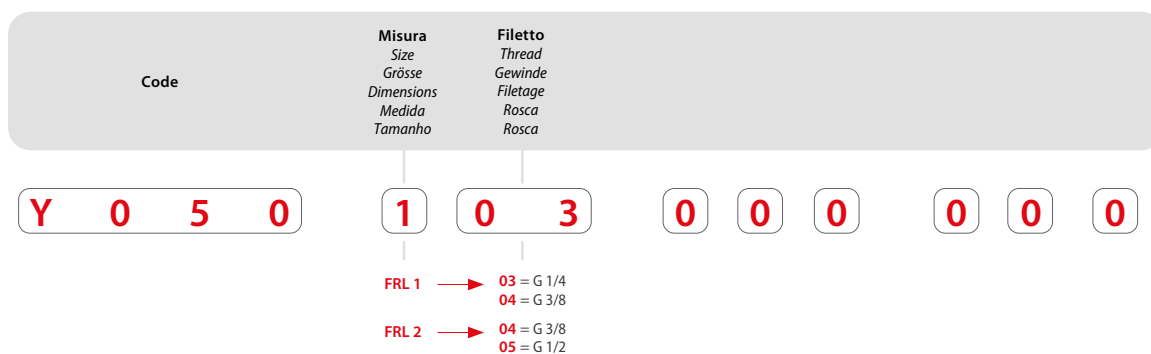 Code
Misura
Size
Grösse
Dimensions
Medida
Tamanho
Filetto
Thread
Gewinde
Filetage
Rosca
Rosca
Y 0 5 0 1 0 3 0 0 0 0 0 0
FRL 1 03 = G 1/4
04 = G 3/8
FRL 2 04 = G 3/8
05 = G 1/2